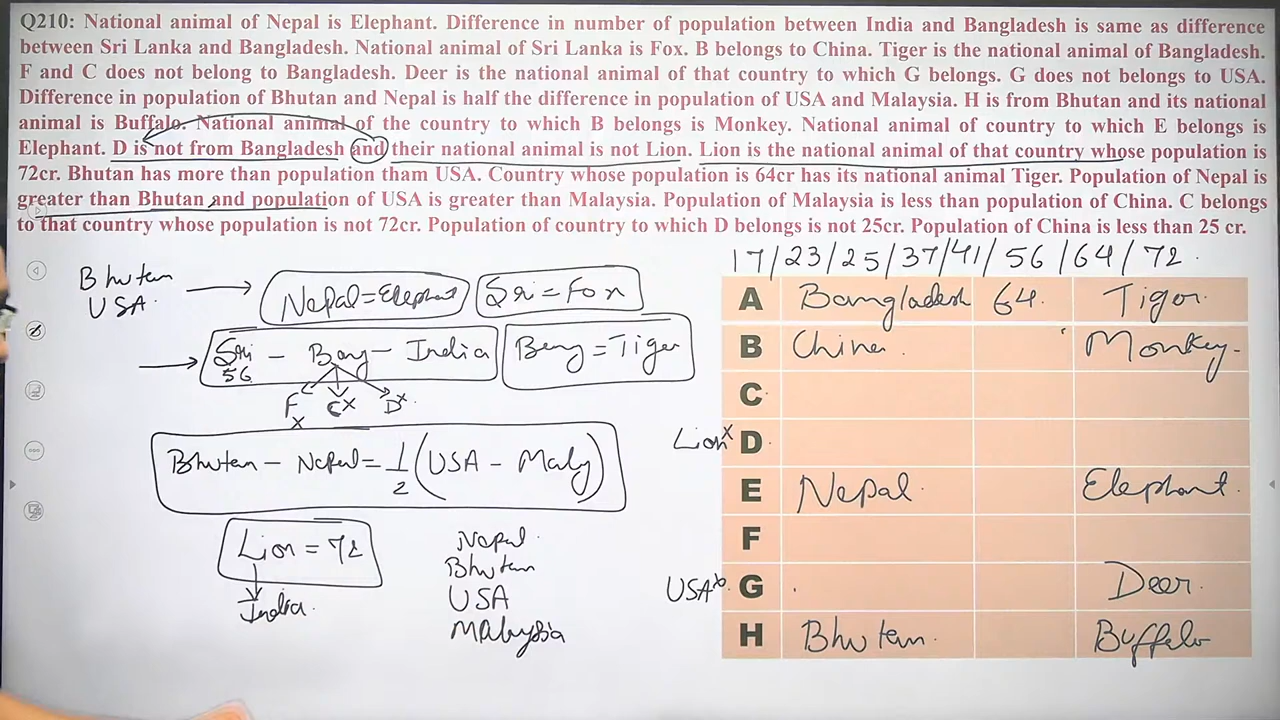 Q210: National animal of Nepal is Elephant. Difference in number of population between India and Bangladesh is same as difference
between Sri Lanka and Bangladesh. National animal of Sri Lanka is Fox. B belongs to China. Tiger is the national animal of Bangladesh.
F and C does not belong to Bangladesh. Deer is the national animal of that country to which G belongs. G does not belongs to USA.
Difference in population of Bhutan and Nepal is half the difference in population of USA and Malaysia. H is from Bhutan and its national
animal is Buffalo. National animal of the country to which B belongs is Monkey. National animal of country to which E belongs is
Elephant. D is not from Bangladesh and their national animal is not Lion. Lion is the national animal of that country whose population is
72cr. Bhutan has more than population tham USA. Country whose population is 64cr has its national animal Tiger. Population of Nepal is
greater than Bhutan and population of USA is greater than Malaysia. Population of Malaysia is less than population of China. C belongs
to that country whose population is not 72cr. Population of country to which D belongs is not 25cr. Population of China is less than 25 cr.
17/23/25/37/41/56/64/72.
Bhutan
USA.
Nepal=Elephant
Sri=Fox
Sri - Bang - India
56
Beng = Tiger
F C x D x
x
Bhutan - Nepal = 1/2 (USA - Maly)
Lion = 72
India.
Nepal.
Bhutan
USA
Malaysia
A Bangladesh 64. Tiger.
B China. Monkey.
C
Lion x D
E Nepal. Elephant.
F
USA x G Deer.
H Bhutan. Buffalo